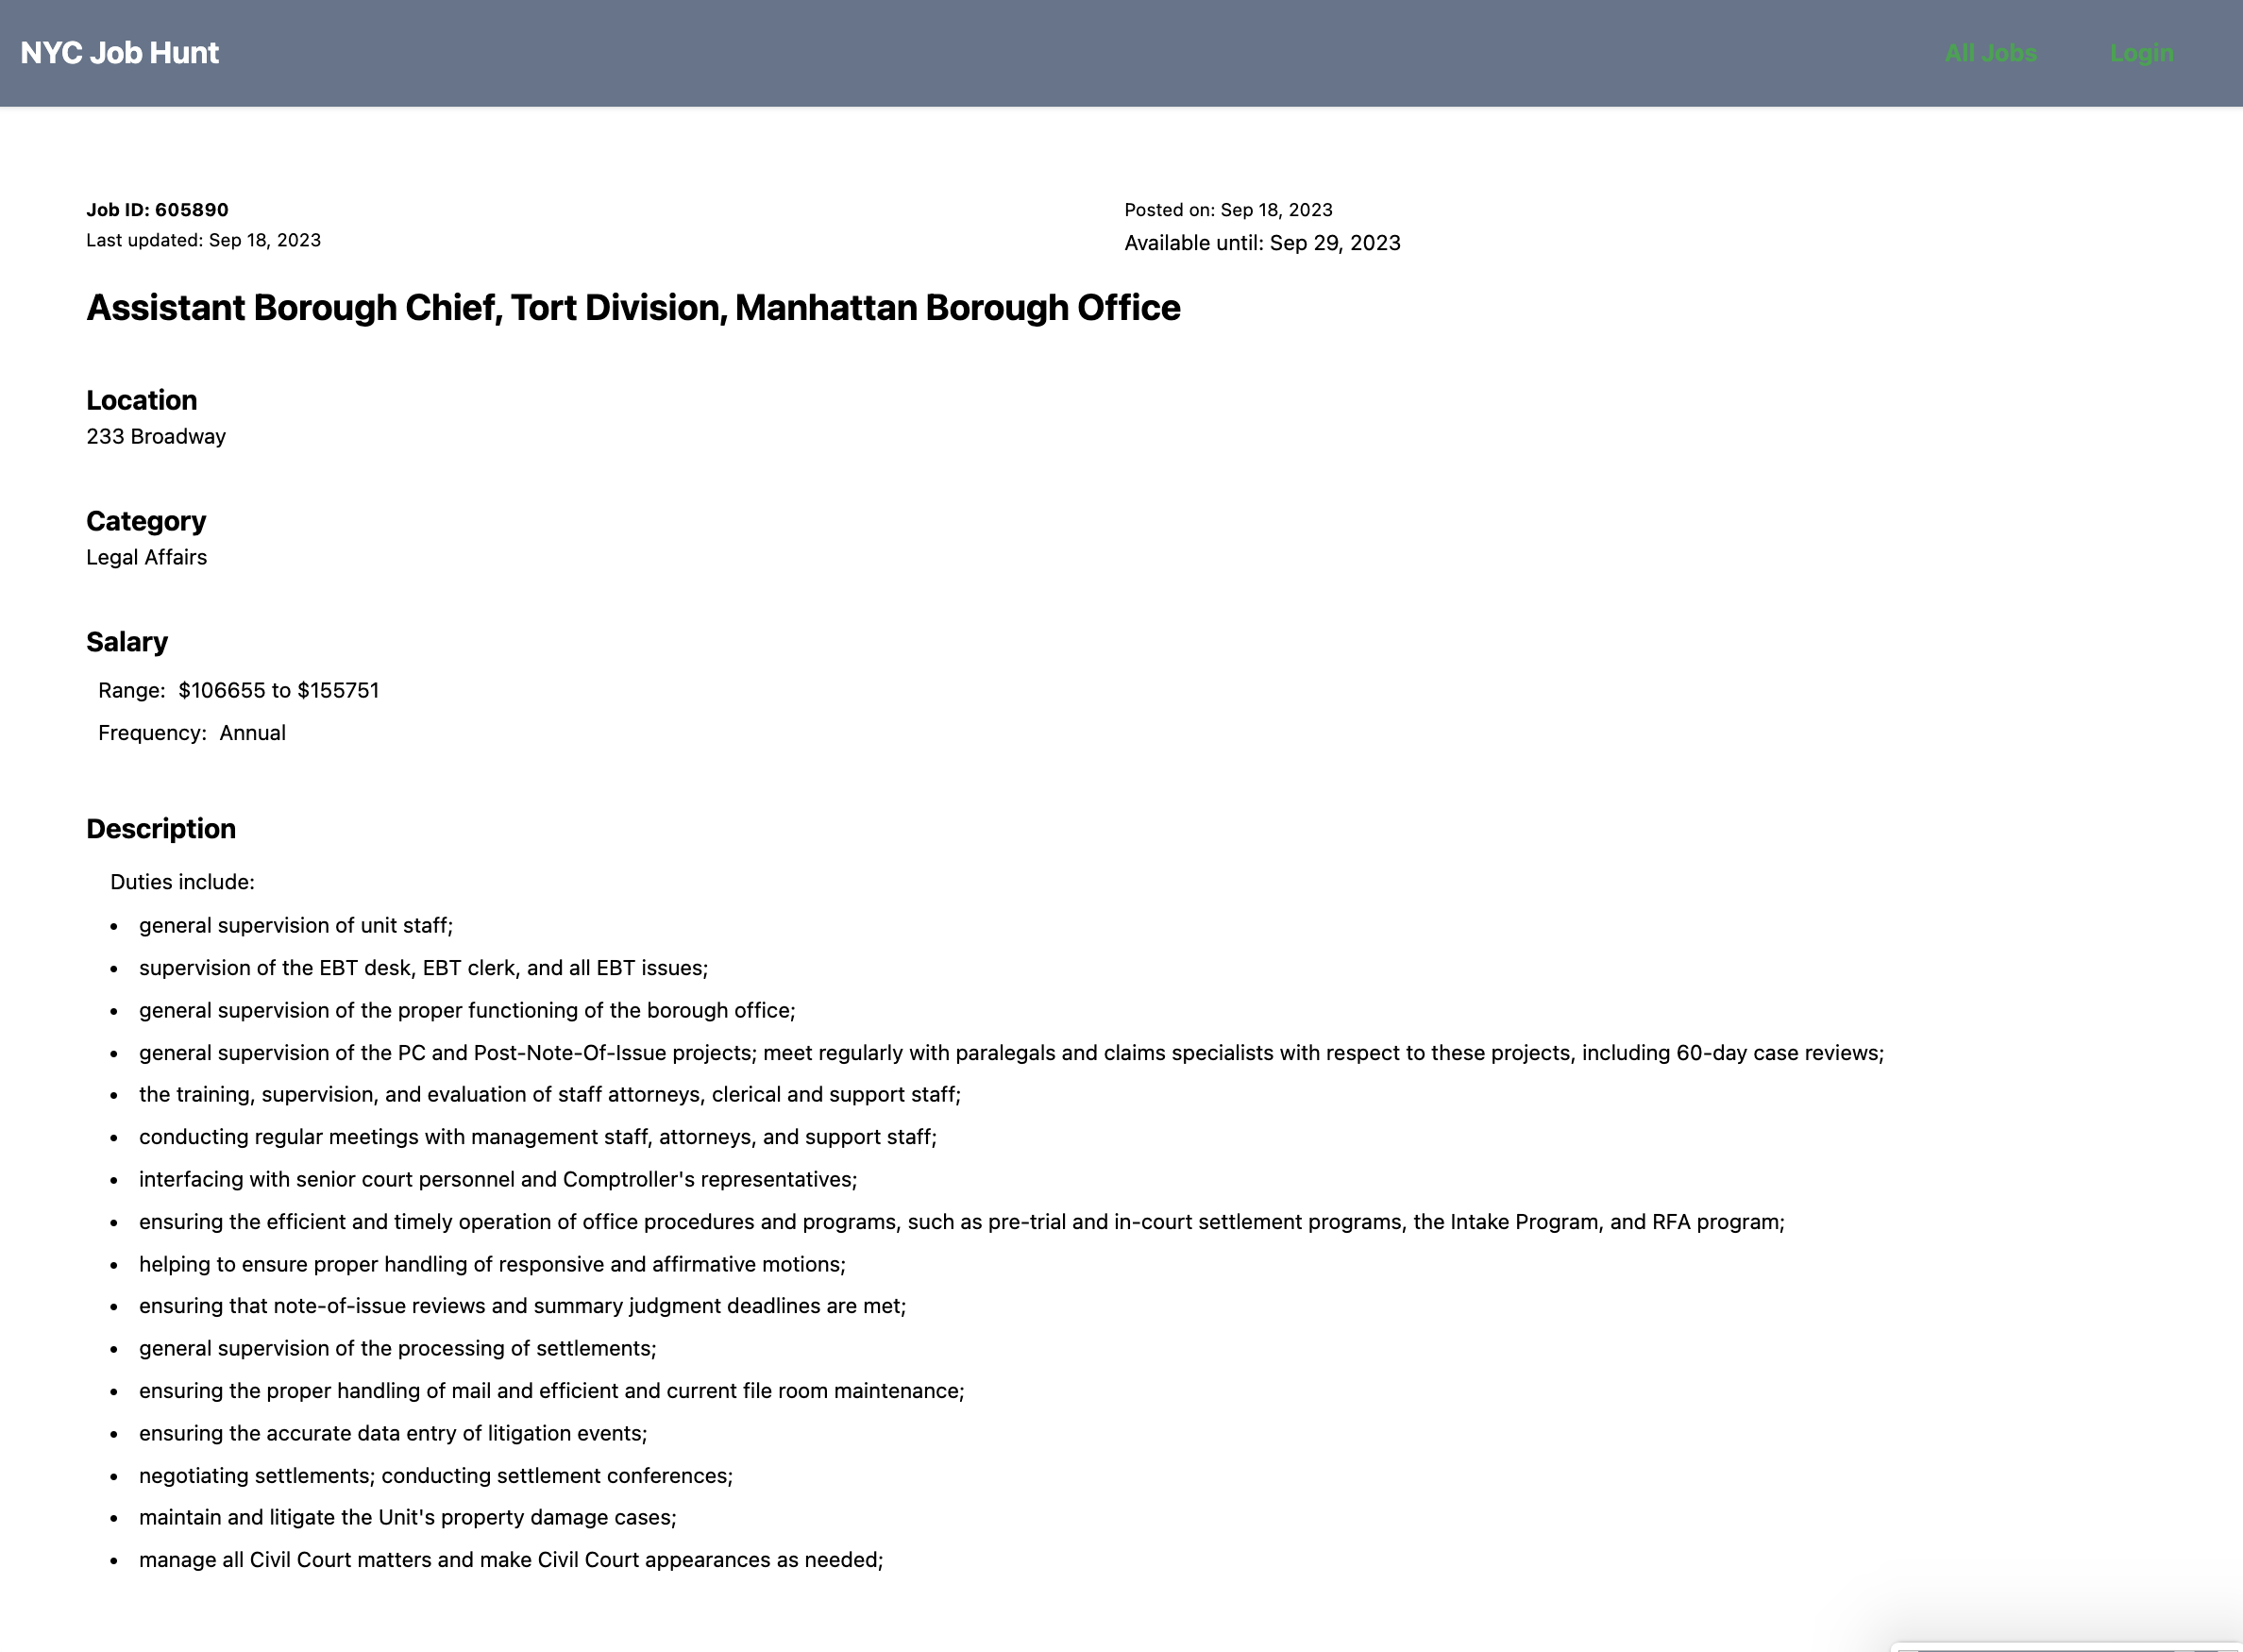 NYC Job Hunt
All Jobs
Login
Job ID: 605890
Last updated: Sep 18, 2023
Posted on: Sep 18, 2023
Available until: Sep 29, 2023
Assistant Borough Chief, Tort Division, Manhattan Borough Office
Location
233 Broadway
Category
Legal Affairs
Salary
Range: $106655 to $155751
Frequency: Annual
Description
Duties include:
• general supervision of unit staff;
• supervision of the EBT desk, EBT clerk, and all EBT issues;
• general supervision of the proper functioning of the borough office;
• general supervision of the PC and Post-Note-Of-Issue projects; meet regularly with paralegals and claims specialists with respect to these projects, including 60-day case reviews;
• the training, supervision, and evaluation of staff attorneys, clerical and support staff;
• conducting regular meetings with management staff, attorneys, and support staff;
• interfacing with senior court personnel and Comptroller's representatives;
• ensuring the efficient and timely operation of office procedures and programs, such as pre-trial and in-court settlement programs, the Intake Program, and RFA program;
• helping to ensure proper handling of responsive and affirmative motions;
• ensuring that note-of-issue reviews and summary judgment deadlines are met;
• general supervision of the processing of settlements;
• ensuring the proper handling of mail and efficient and current file room maintenance;
• ensuring the accurate data entry of litigation events;
• negotiating settlements; conducting settlement conferences;
• maintain and litigate the Unit's property damage cases;
• manage all Civil Court matters and make Civil Court appearances as needed;